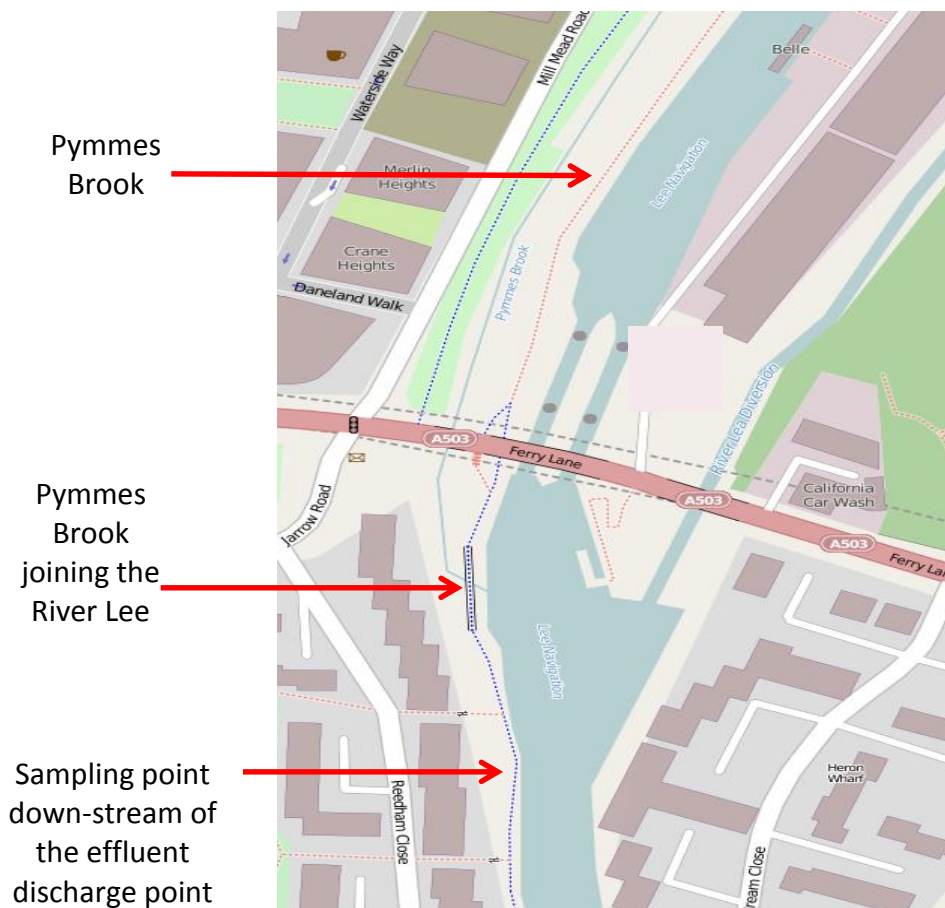 Pymmes
Brook
Pymmes
Brook
joining the
River Lee
Sampling point
down-stream of
the effluent
discharge point
Waterside Way
Mill Mead Road
Belle
Merlin
Heights
Crane
Heights
Daneland Walk
Pymmes Brook
Lee Navigation
River Lea Diversion
A503
Ferry Lane
A503
California
Car Wash
A503
Ferry Lane
Jarrow Road
Lee Navigation
Reedham Close
Heron
Wharf
ream Close